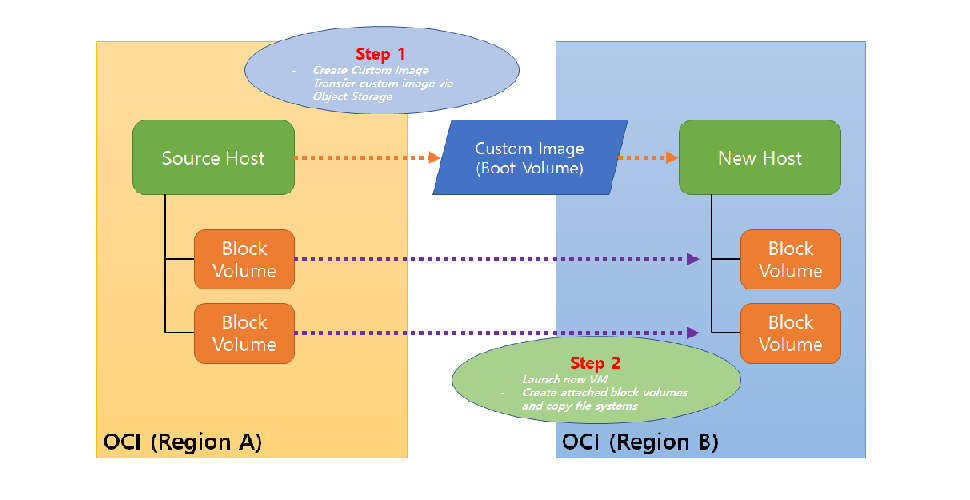 Step 1
- Create Custom Image
Transfer custom image via
Object Storage
Source Host
Custom Image
(Boot Volume)
New Host
Block
Volume
Block
Volume
Block
Volume
Block
Volume
Step 2
- Launch new VM
- Create attached block volumes
and copy file systems
OCI (Region A)
OCI (Region B)